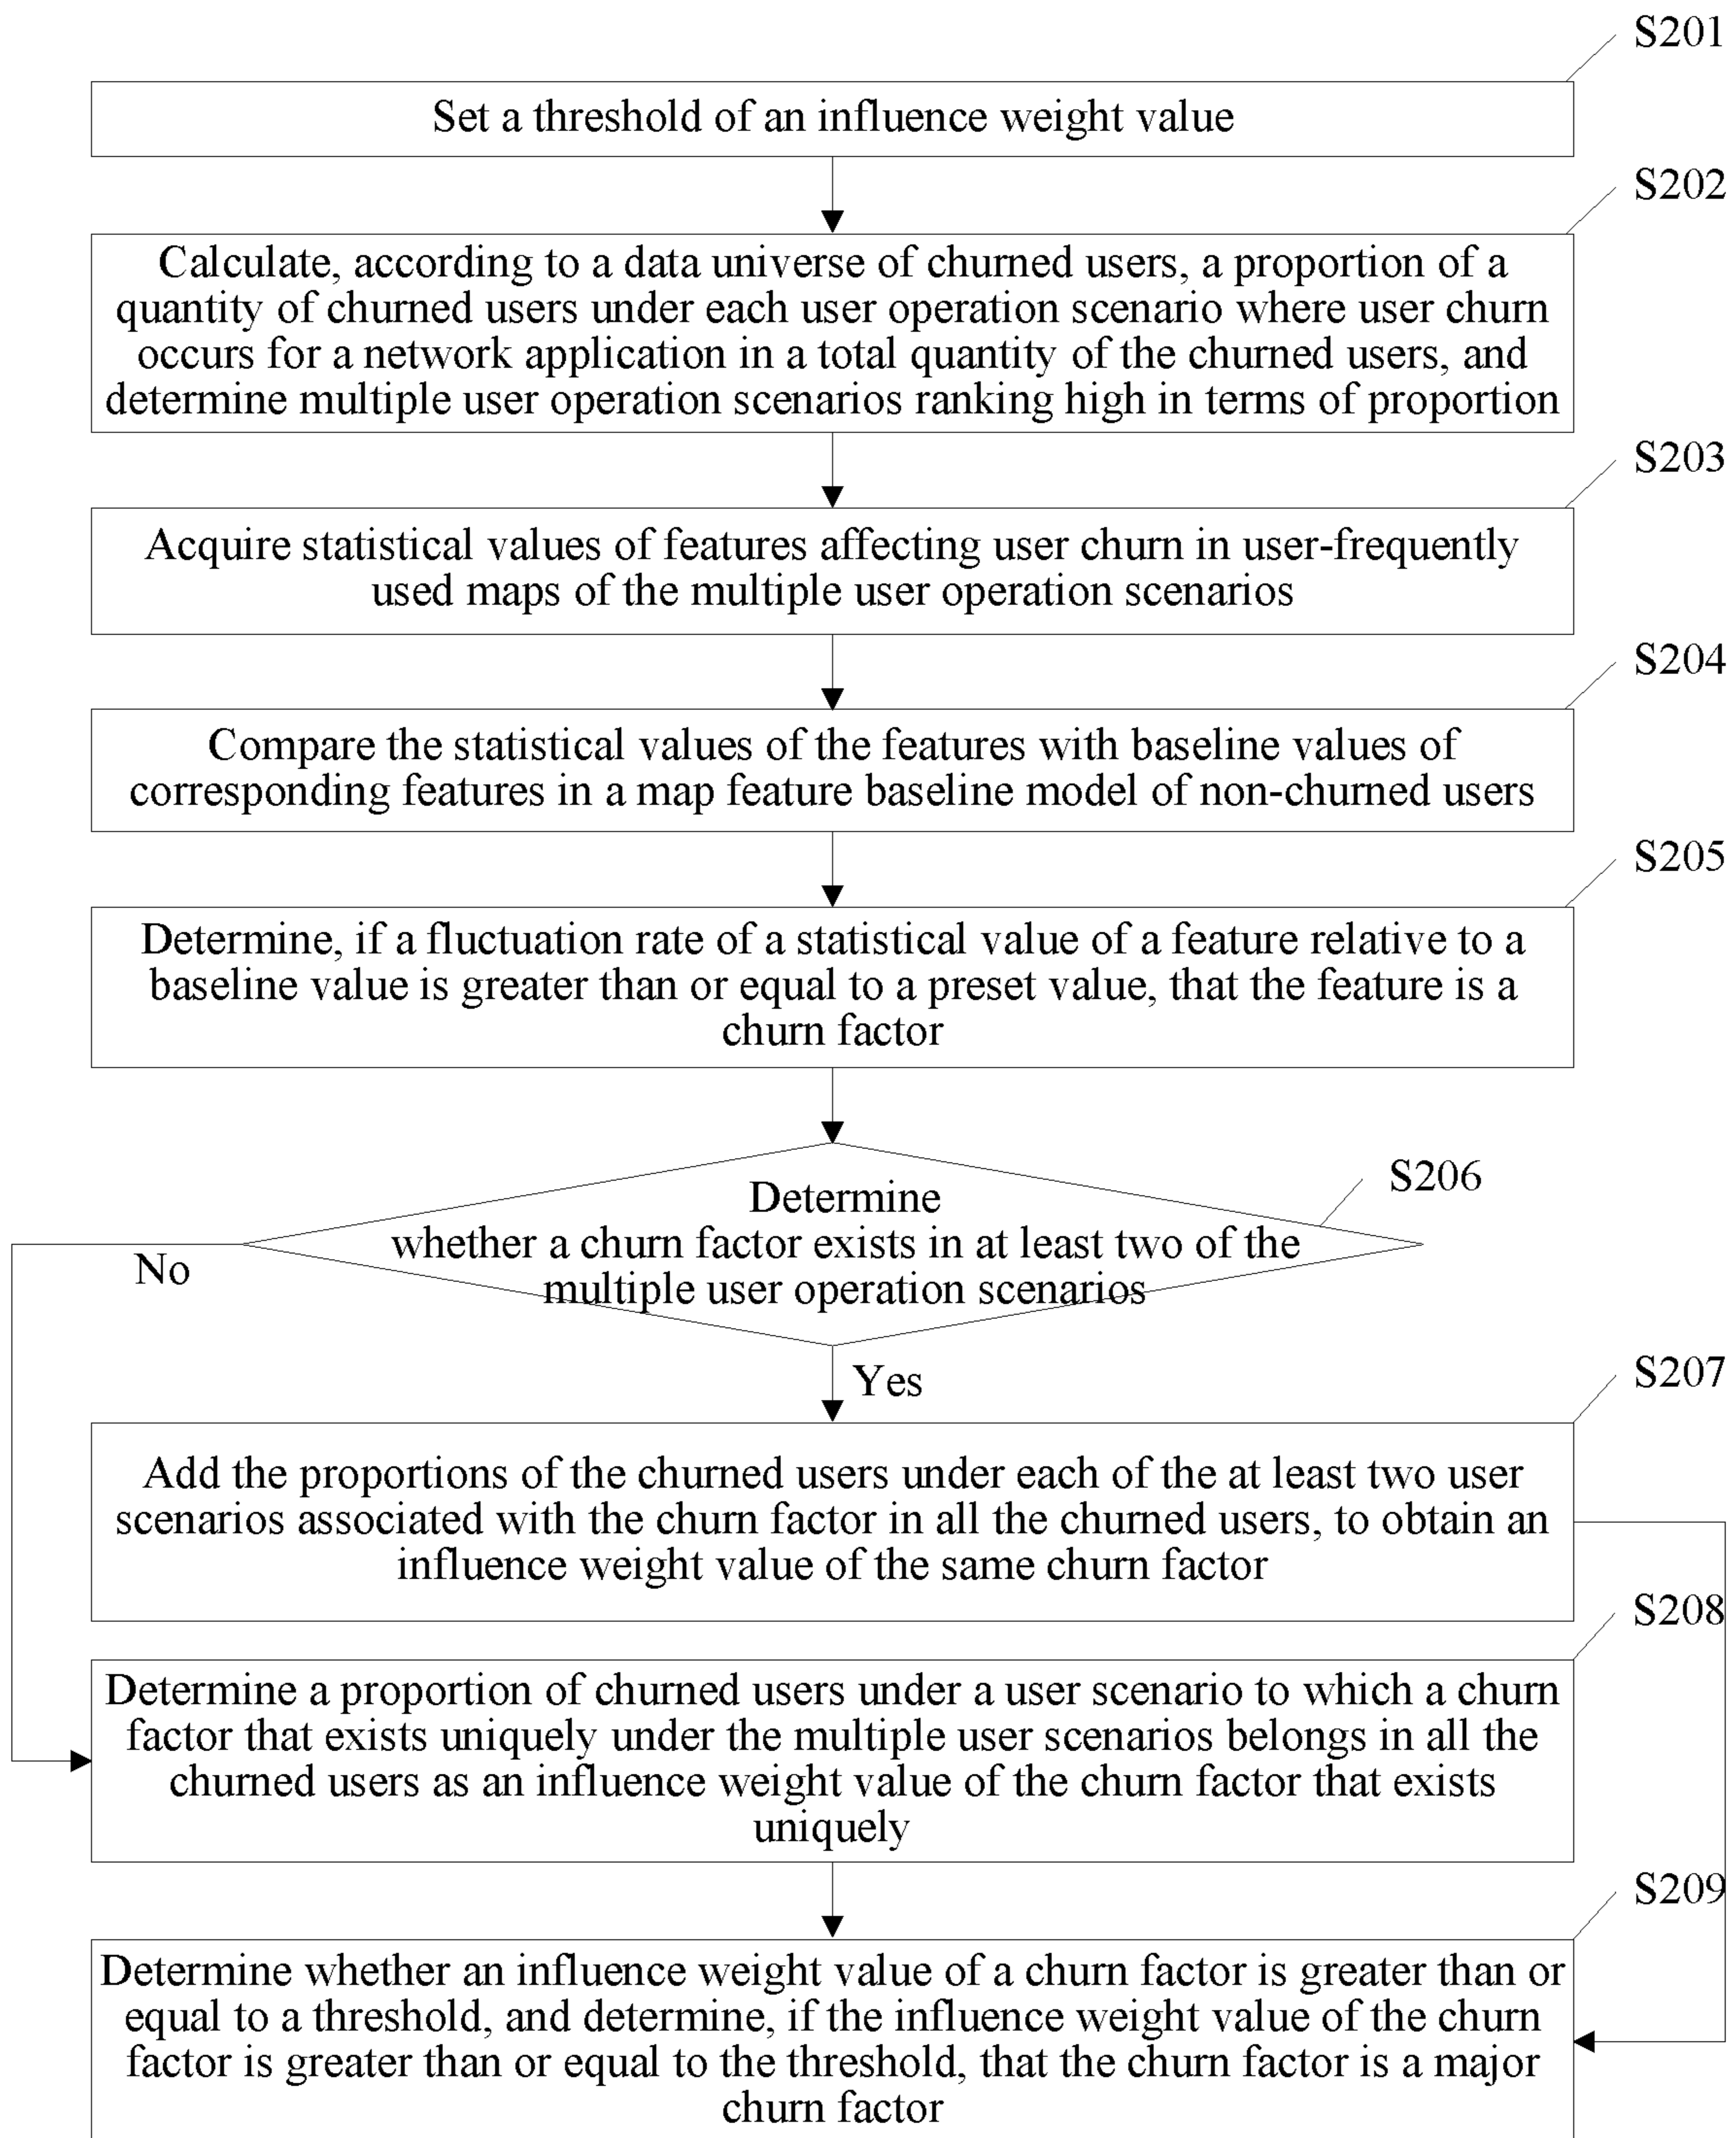 S201
Set a threshold of an influence weight value
S202
Calculate, according to a data universe of churned users, a proportion of a
quantity of churned users under each user operation scenario where user churn
occurs for a network application in a total quantity of the churned users, and
determine multiple user operation scenarios ranking high in terms of proportion
S203
Acquire statistical values of features affecting user churn in user-frequently
used maps of the multiple user operation scenarios
S204
Compare the statistical values of the features with baseline values of
corresponding features in a map feature baseline model of non-churned users
S205
Determine, if a fluctuation rate of a statistical value of a feature relative to a
baseline value is greater than or equal to a preset value, that the feature is a
churn factor
S206
Determine
whether a churn factor exists in at least two of the
multiple user operation scenarios
No
Yes
S207
Add the proportions of the churned users under each of the at least two user
scenarios associated with the churn factor in all the churned users, to obtain an
influence weight value of the same churn factor
S208
Determine a proportion of churned users under a user scenario to which a churn
factor that exists uniquely under the multiple user scenarios belongs in all the
churned users as an influence weight value of the churn factor that exists
uniquely
S209
Determine whether an influence weight value of a churn factor is greater than or
equal to a threshold, and determine, if the influence weight value of the churn
factor is greater than or equal to the threshold, that the churn factor is a major
churn factor